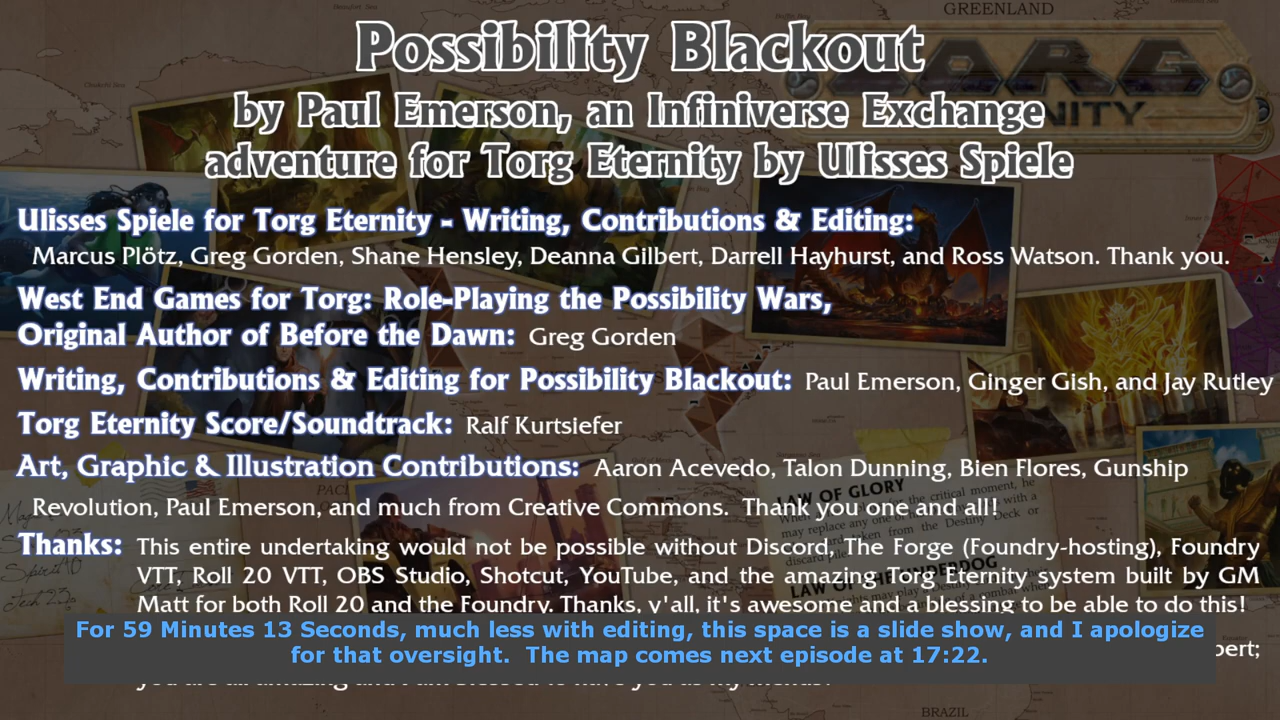 GREENLAND
Possibility Blackout
by Paul Emerson, an Infiniverse Exchange
adventure for Torg Eternity by Ulisses Spiele
Ulisses Spiele for Torg Eternity - Writing, Contributions & Editing:
Marcus Plötz, Greg Gorden, Shane Hensley, Deanna Gilbert, Darrell Hayhurst, and Ross Watson. Thank you.
West End Games for Torg: Role-Playing the Possibility Wars,
Original Author of Before the Dawn: Greg Gorden
Writing, Contributions & Editing for Possibility Blackout: Paul Emerson, Ginger Gish, and Jay Rutley
Torg Eternity Score/Soundtrack: Ralf Kurtsiefer
Art, Graphic & Illustration Contributions: Aaron Acevedo, Talon Dunning, Bien Flores, Gunship
Revolution, Paul Emerson, and much from Creative Commons. Thank you one and all!
LAW OF GLORY
LAW OF THE UNDERDOG
Thanks: This entire undertaking would not be possible without Discord, The Forge (Foundry-hosting), Foundry
VTT, Roll 20 VTT, OBS Studio, Shotcut, YouTube, and the amazing Torg Eternity system built by GM
Matt for both Roll 20 and the Foundry. Thanks, y'all, it's awesome and a blessing to be able to do this!
For 59 Minutes 13 Seconds, much less with editing, this space is a slide show, and I apologize
for that oversight. The map comes next episode at 17:22.
BRAZIL